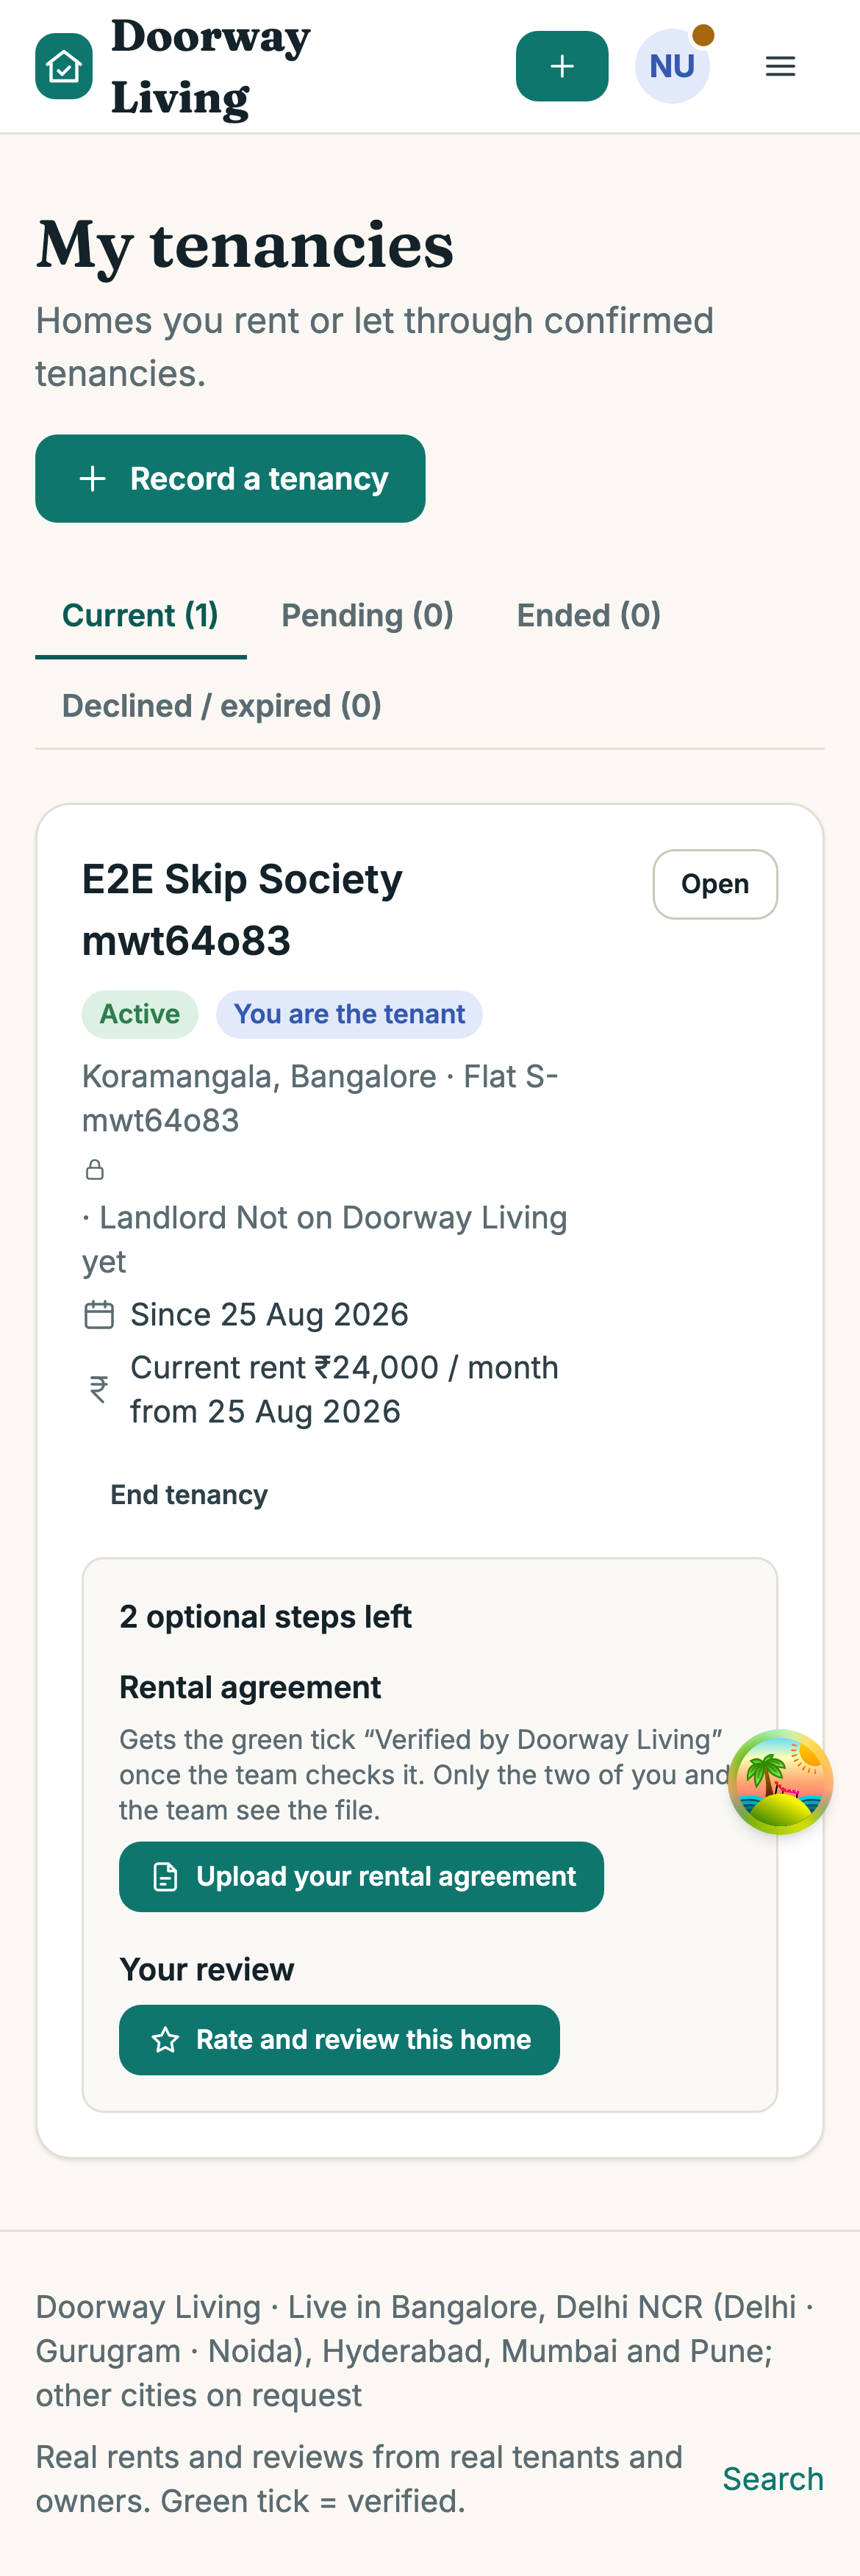 Doorway
Living
NU
My tenancies
Homes you rent or let through confirmed
tenancies.
Record a tenancy
Current (1)
Pending (0)
Ended (0)
Declined / expired (0)
E2E Skip Society
mwt64o83
Open
Active
You are the tenant
Koramangala, Bangalore · Flat S-
mwt64o83
· Landlord Not on Doorway Living
yet
Since 25 Aug 2026
₹ Current rent ₹24,000 / month
from 25 Aug 2026
End tenancy
2 optional steps left
Rental agreement
Gets the green tick “Verified by Doorway Living”
once the team checks it. Only the two of you and
the team see the file.
Upload your rental agreement
Your review
Rate and review this home
Doorway Living · Live in Bangalore, Delhi NCR (Delhi ·
Gurugram · Noida), Hyderabad, Mumbai and Pune;
other cities on request
Real rents and reviews from real tenants and
owners. Green tick = verified.
Search